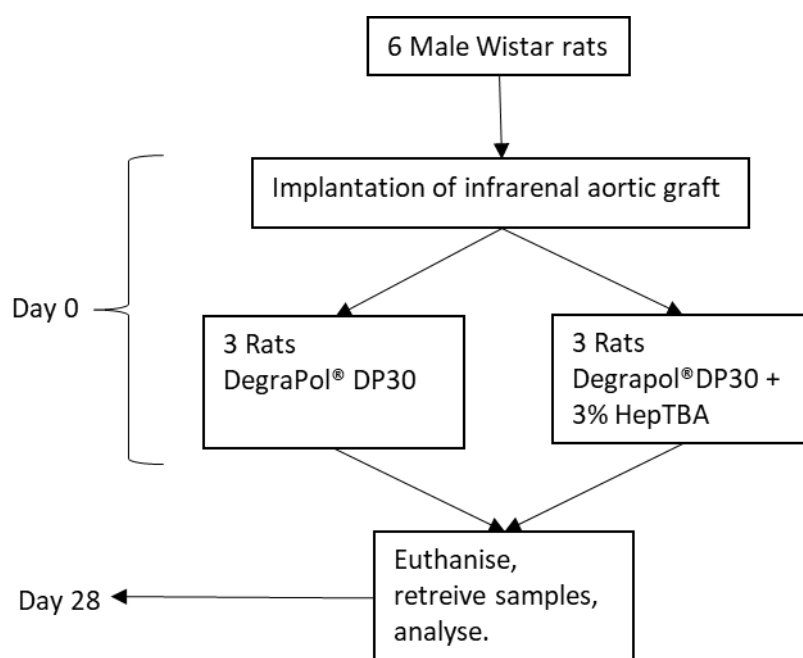 6 Male Wistar rats
Implantation of infrarenal aortic graft
Day 0
3 Rats
DegraPol® DP30
3 Rats
Degrapol®DP30 +
3% HepTBA
Euthanise,
retreive samples,
analyse.
Day 28